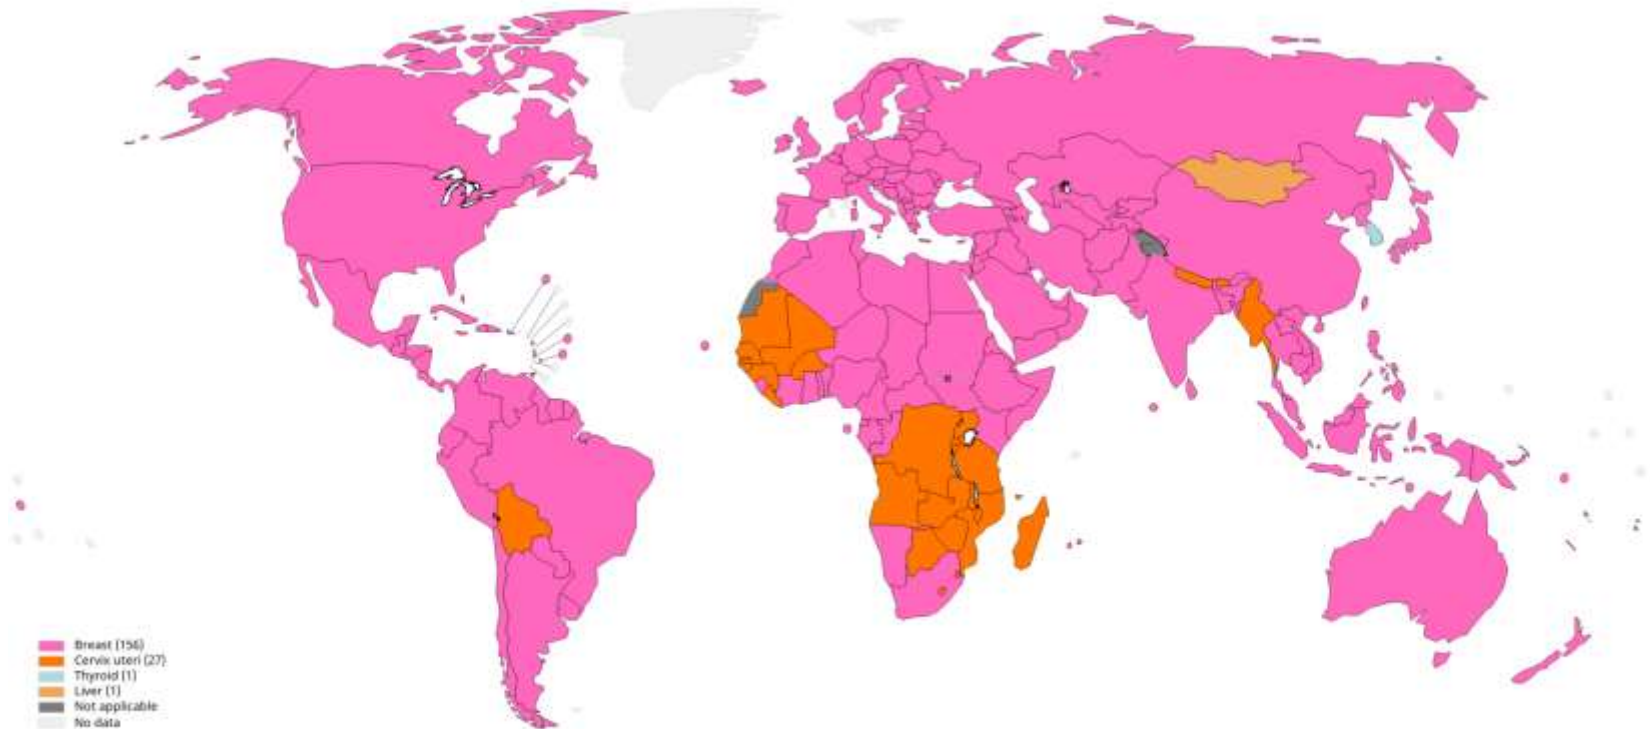 Breast (156)
Cervix uteri (27)
Thyroid (1)
Liver (1)
Not applicable
No data